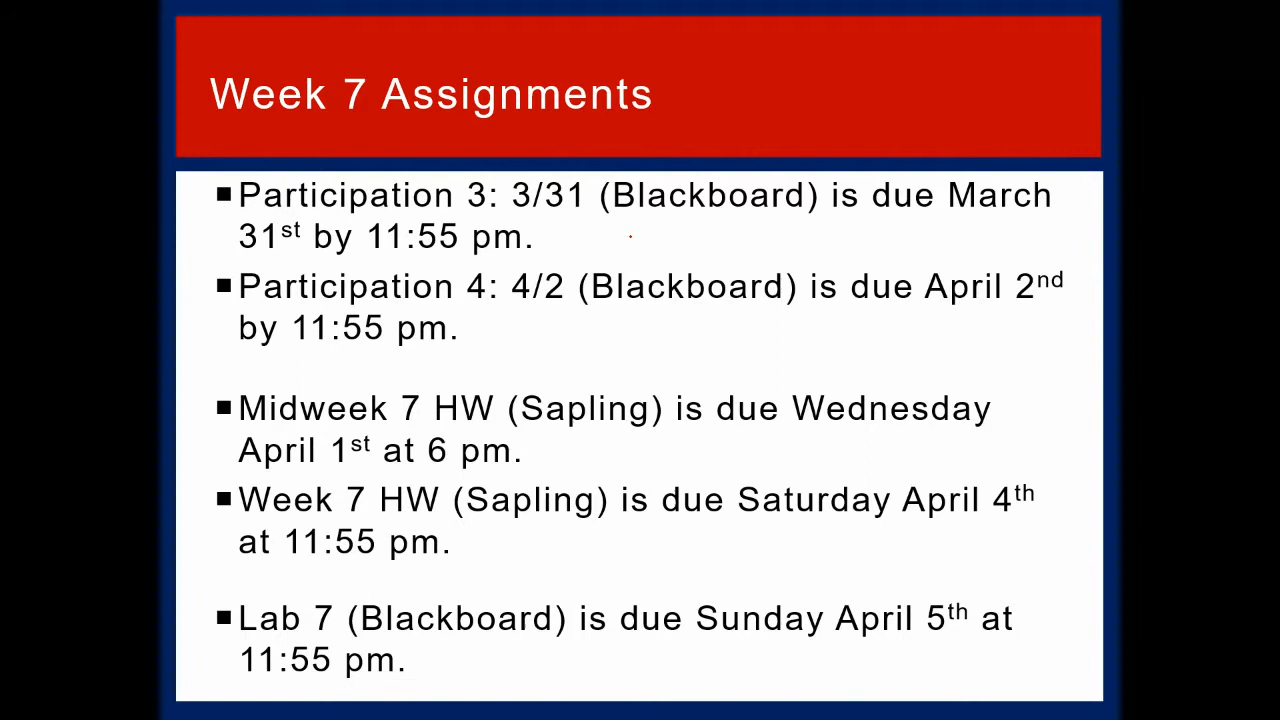 Week 7 Assignments
▪Participation 3: 3/31 (Blackboard) is due March
31st by 11:55 pm.
▪Participation 4: 4/2 (Blackboard) is due April 2nd
by 11:55 pm.
▪Midweek 7 HW (Sapling) is due Wednesday
April 1st at 6 pm.
▪Week 7 HW (Sapling) is due Saturday April 4th
at 11:55 pm.
▪Lab 7 (Blackboard) is due Sunday April 5th at
11:55 pm.